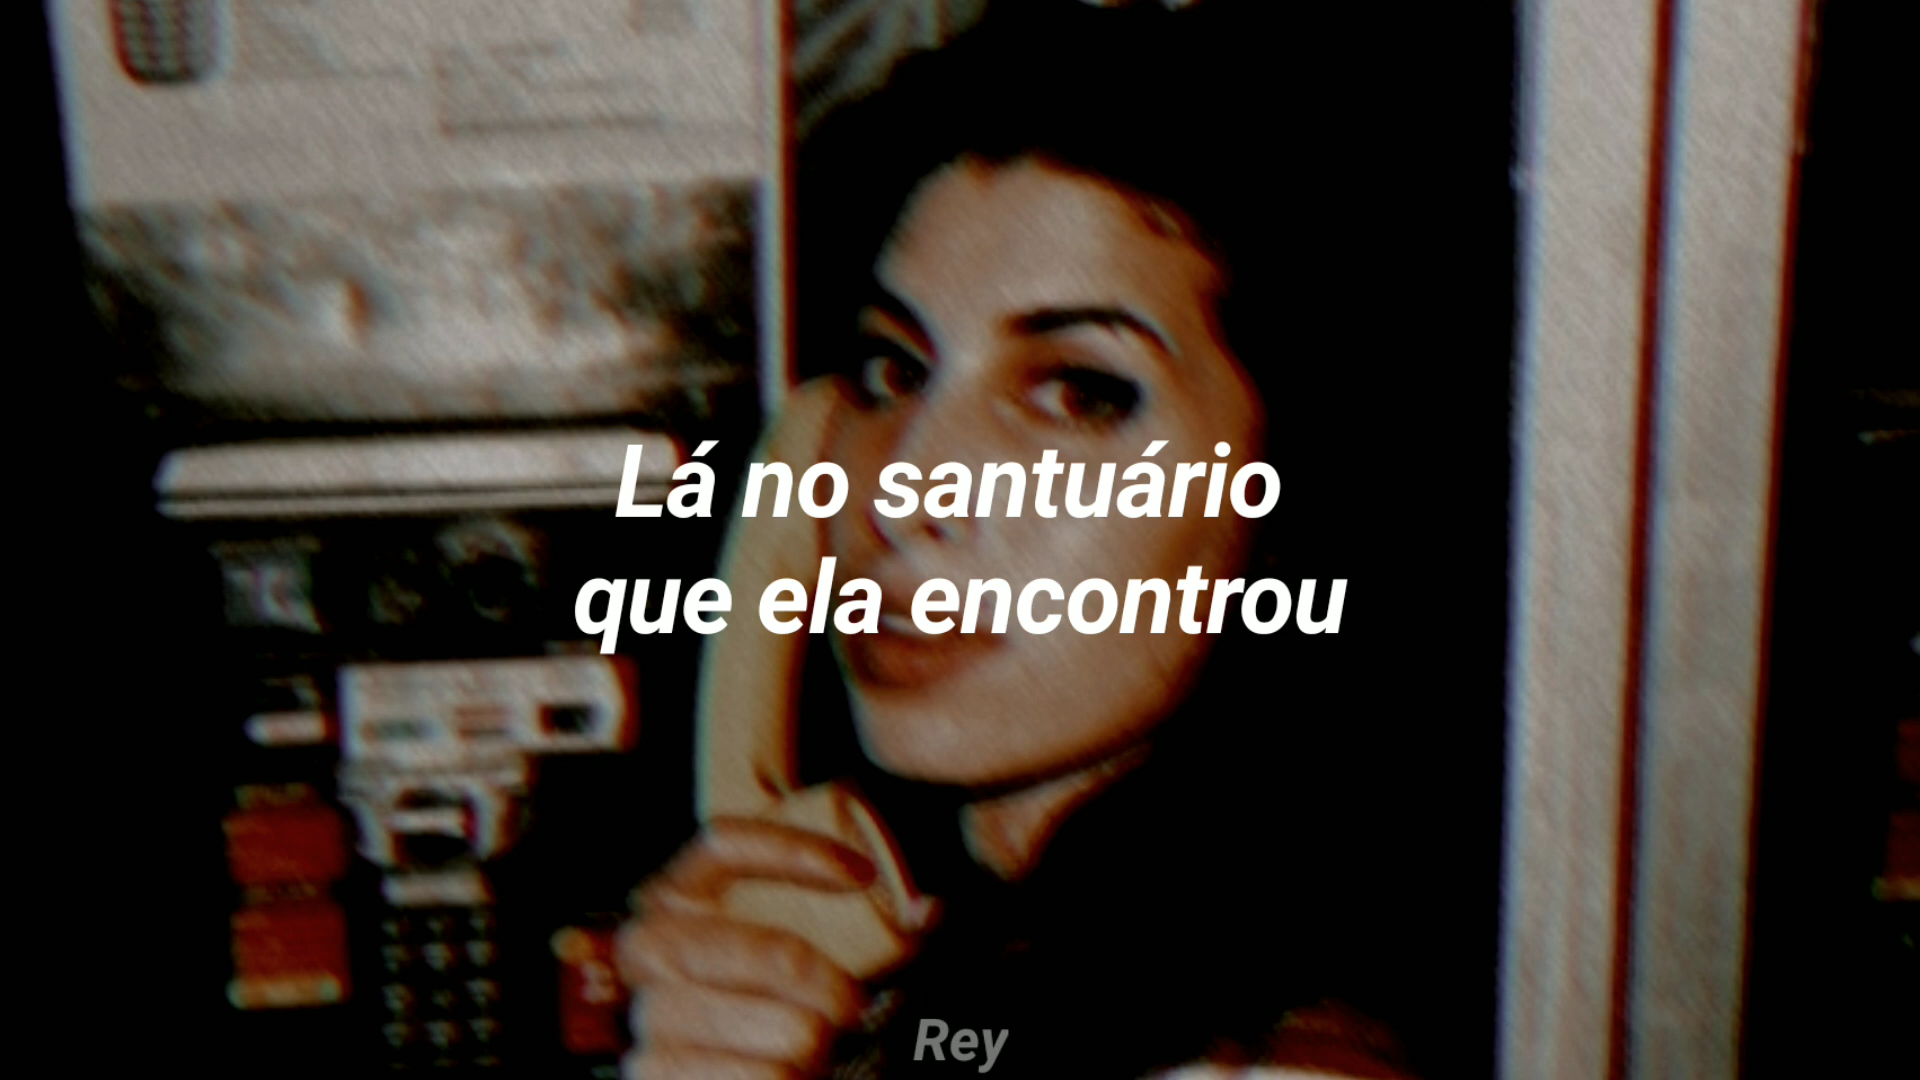 Lá no santuário
que ela encontrou
Rey